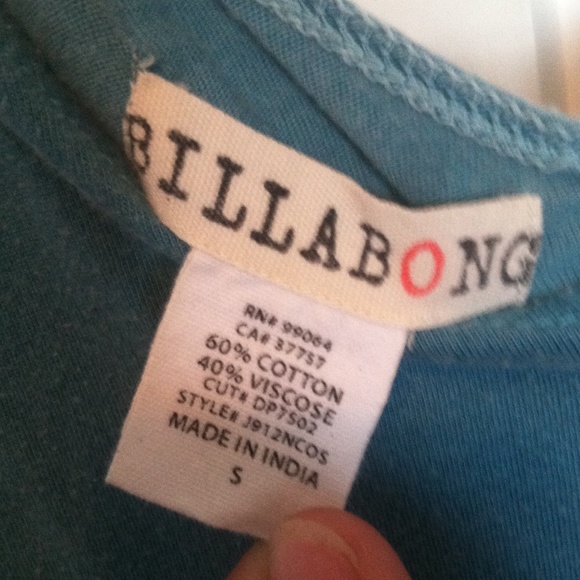 BILLABONG
RN# 99064
CA# 37757
60% COTTON
40% VISCOSE
CUT# DP7502
STYLE# J912NCOS
MADE IN INDIA
S